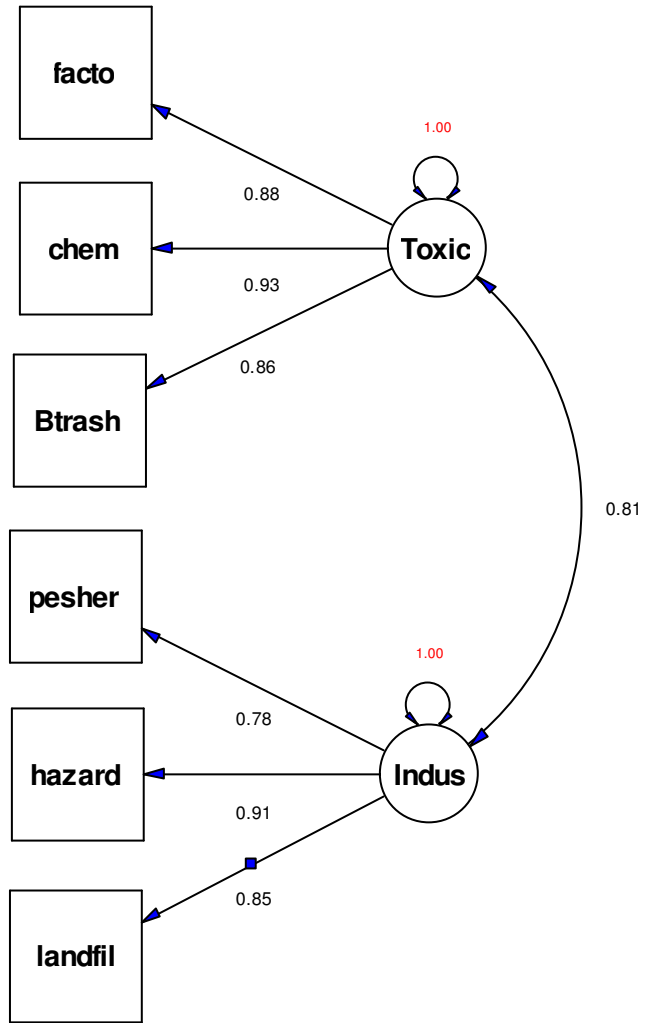 facto
1.00
0.88
chem
Toxic
0.93
0.86
Btrash
0.81
pesher
1.00
0.78
hazard
Indus
0.91
0.85
landfil